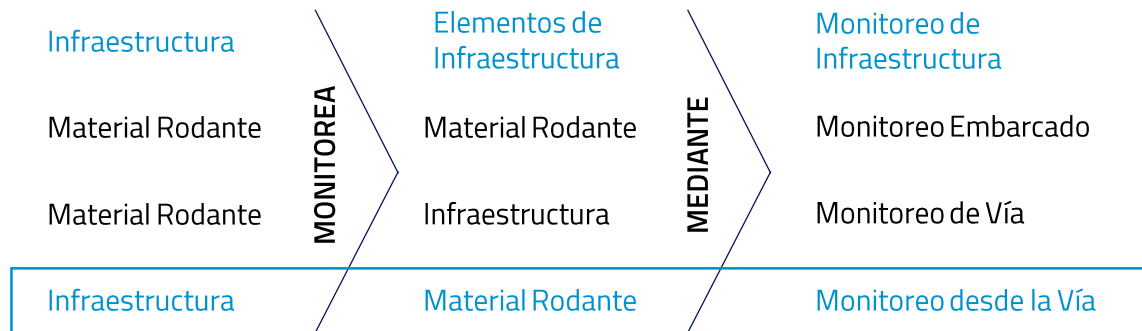 Infraestructura
Elementos de
Infraestructura
Monitoreo de
Infraestructura
Material Rodante
Material Rodante
Monitoreo Embarcado
MONITOREA
MEDIANTE
Material Rodante
Infraestructura
Monitoreo de Vía
Infraestructura
Material Rodante
Monitoreo desde la Vía